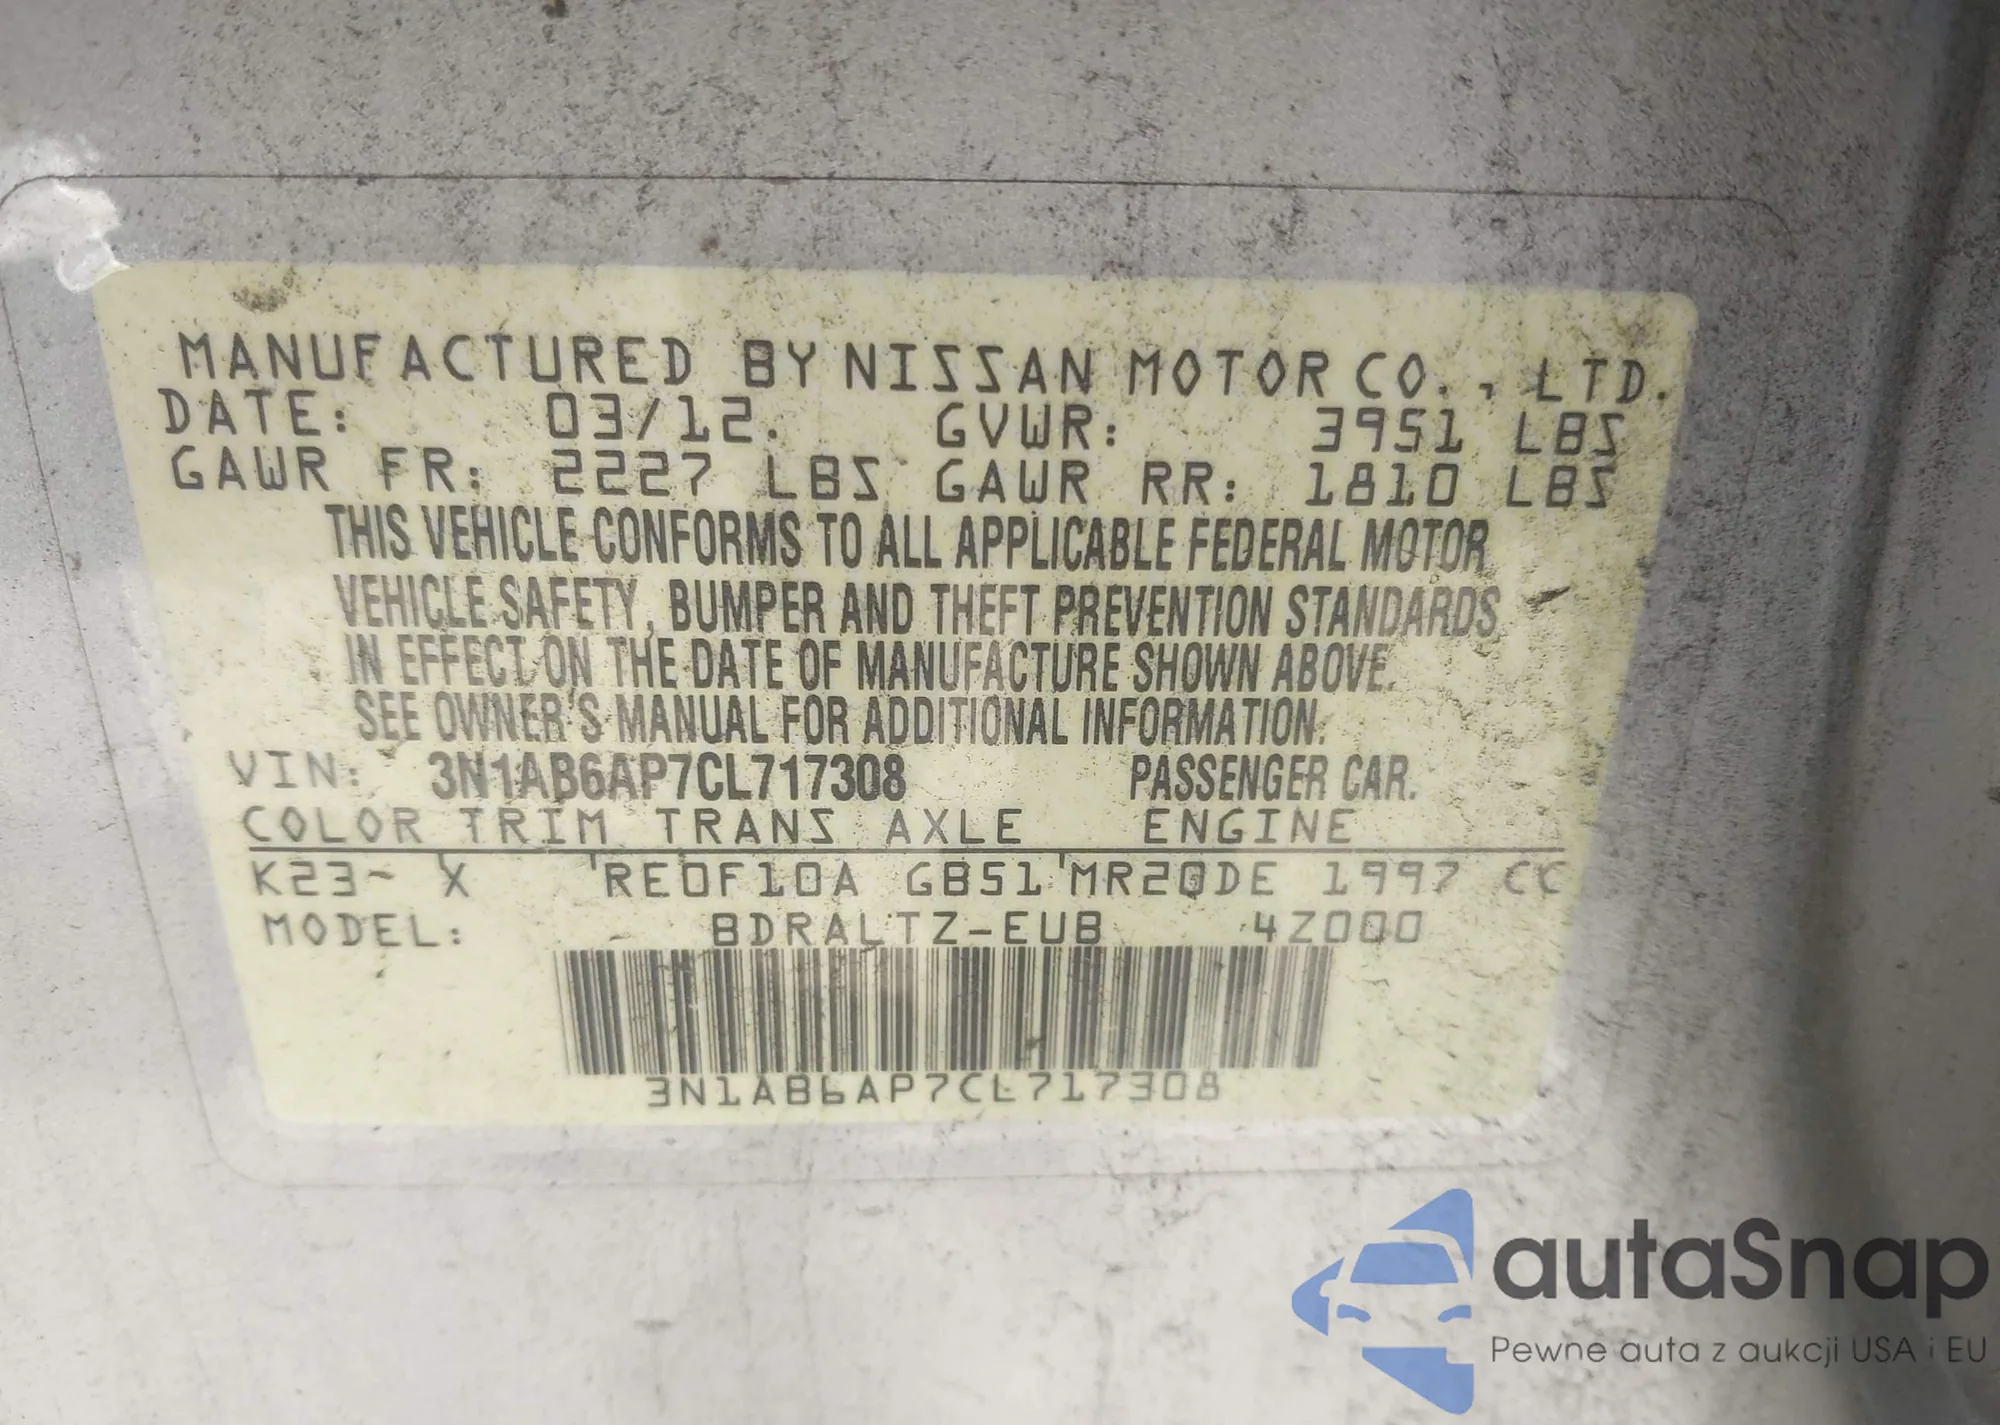 MANUFACTURED BY NISSAN MOTOR CO., LTD.
DATE: 03/12. GVWR: 3951 LBS
GAWR FR: 2227 LBS GAWR RR: 1810 LBS
THIS VEHICLE CONFORMS TO ALL APPLICABLE FEDERAL MOTOR
VEHICLE SAFETY, BUMPER AND THEFT PREVENTION STANDARDS
IN EFFECT ON THE DATE OF MANUFACTURE SHOWN ABOVE.
SEE OWNER'S MANUAL FOR ADDITIONAL INFORMATION.
VIN: 3N1AB6AP7CL717308 PASSENGER CAR.
COLOR TRIM TRANS AXLE ENGINE
K23- X RE0F10A GB51 MR20DE 1997 CC
MODEL: BDRALTZ-EUB 4Z000
3N1AB6AP7CL717308
autaSnap
Pewne auta z aukcji USA i EU